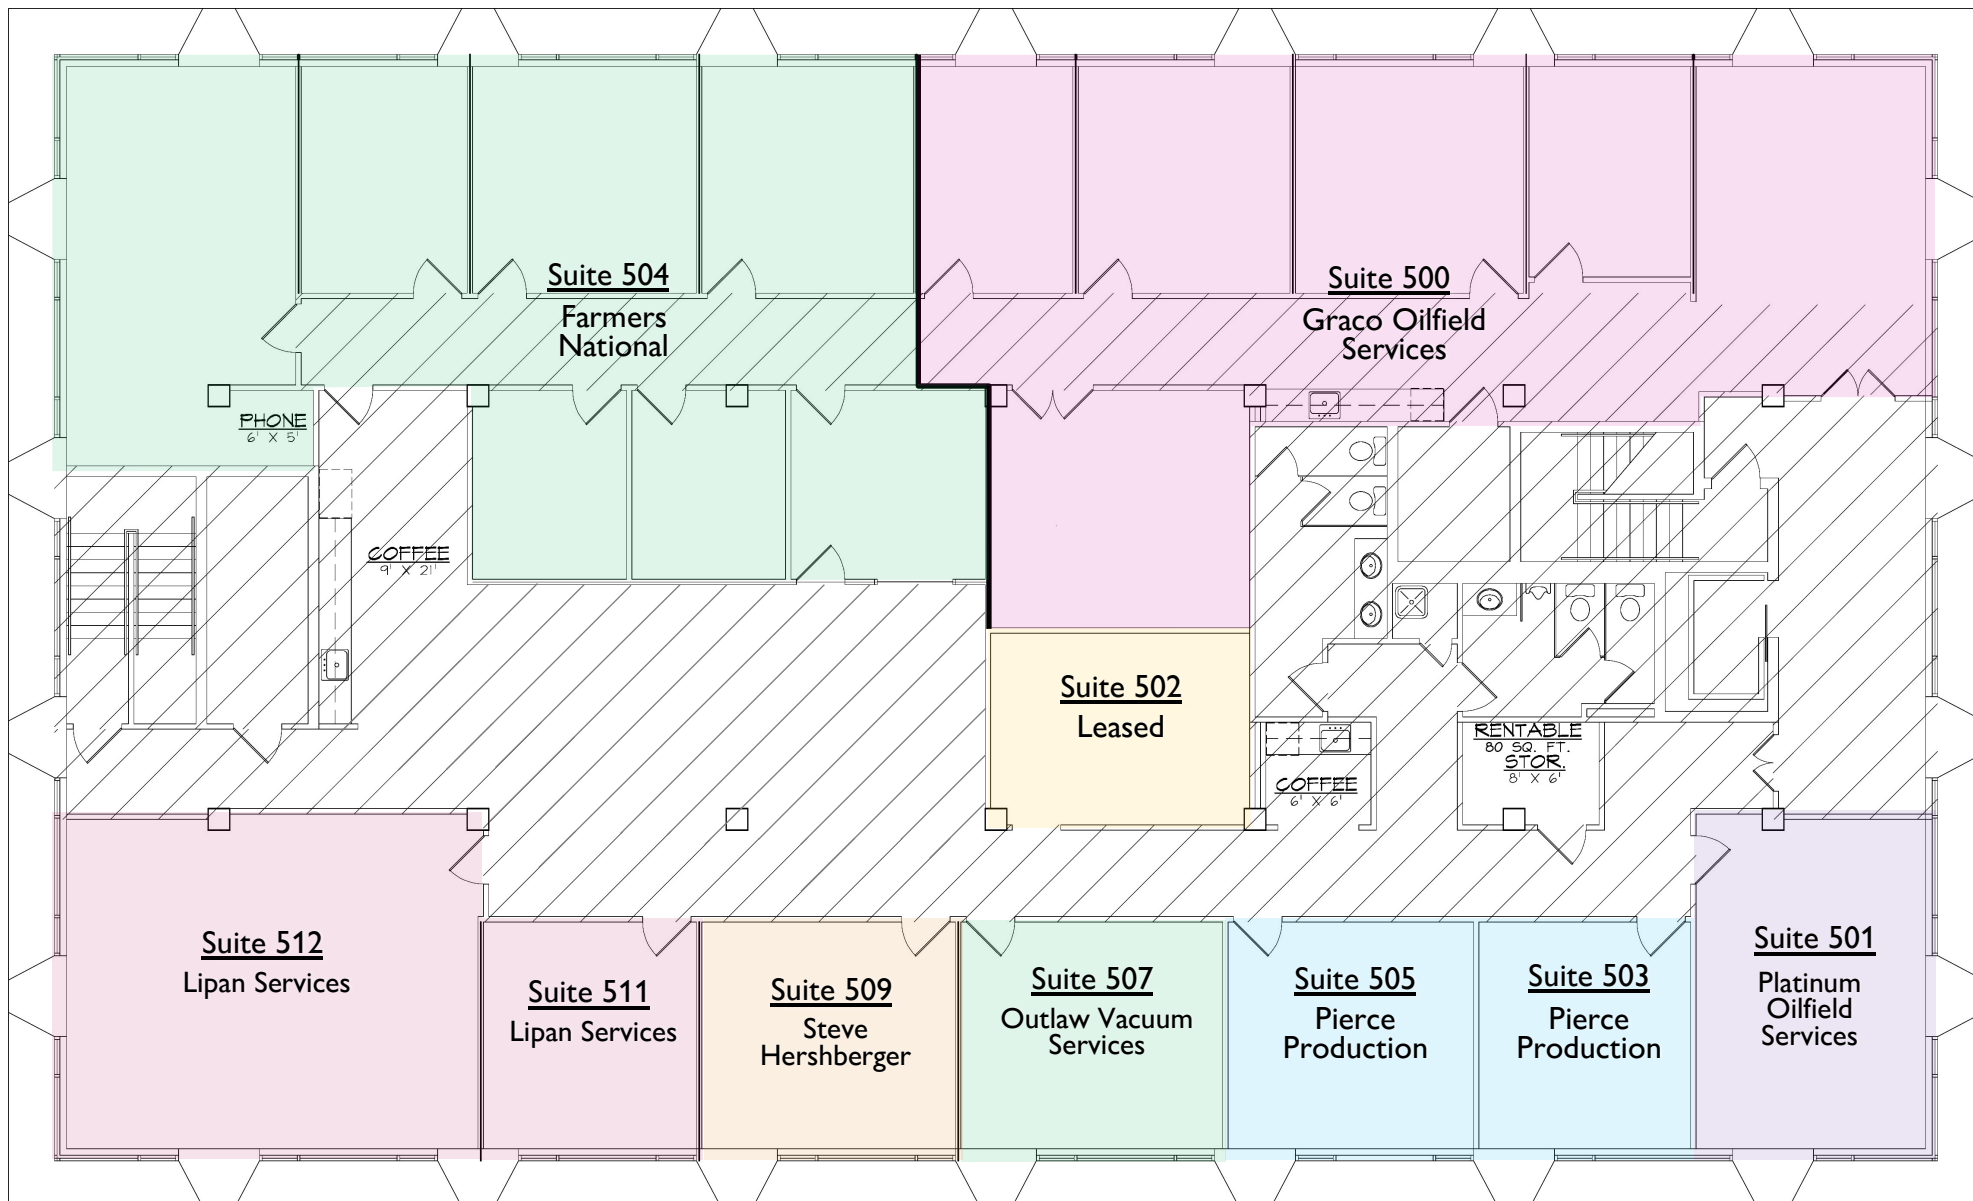 Suite 504
Farmers
National
Suite 500
Graco Oilfield
Services
PHONE
6' X 5'
COFFEE
9' X 21'
Suite 502
Leased
RENTABLE
80 SQ. FT.
STOR.
8' X 6'
COFFEE
6' X 6'
Suite 512
Lipan Services
Suite 511
Lipan Services
Suite 509
Steve
Hershberger
Suite 507
Outlaw Vacuum
Services
Suite 505
Pierce
Production
Suite 503
Pierce
Production
Suite 501
Platinum
Oilfield
Services